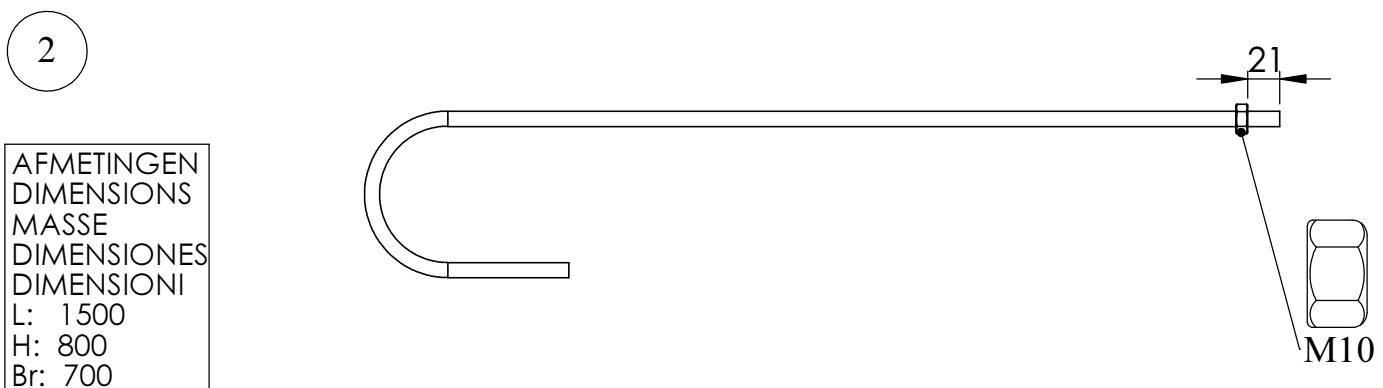 2
21
AFMETINGEN
DIMENSIONS
MASSE
DIMENSIONES
DIMENSIONI
L: 1500
H: 800
Br: 700
M10